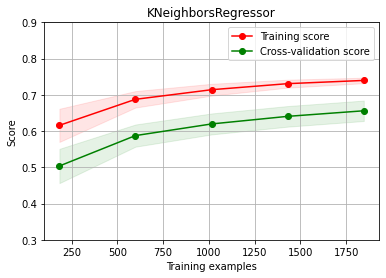 KNeighborsRegressor
Training score
Cross-validation score
0.9
0.8
0.7
0.6
0.5
0.4
0.3
Score
250
500
750
1000
1250
1500
1750
Training examples